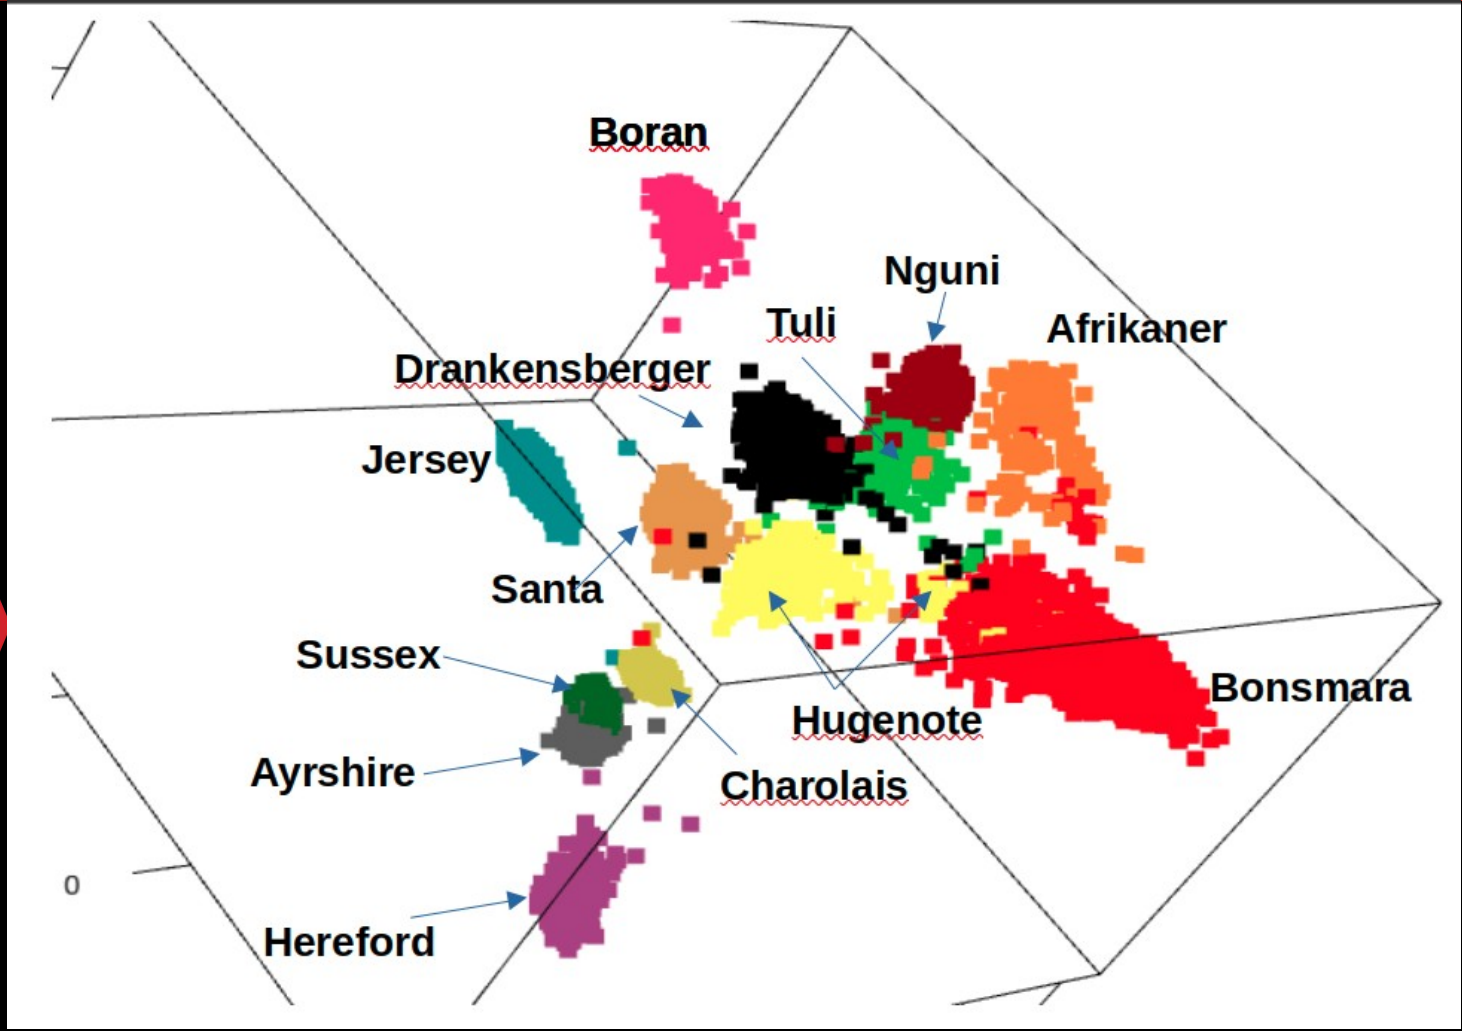 Boran
Nguni
Tuli
Afrikaner
Drankensberger
Jersey
Santa
Sussex
Bonsmara
Hugenote
Ayrshire
Charolais
0
Hereford